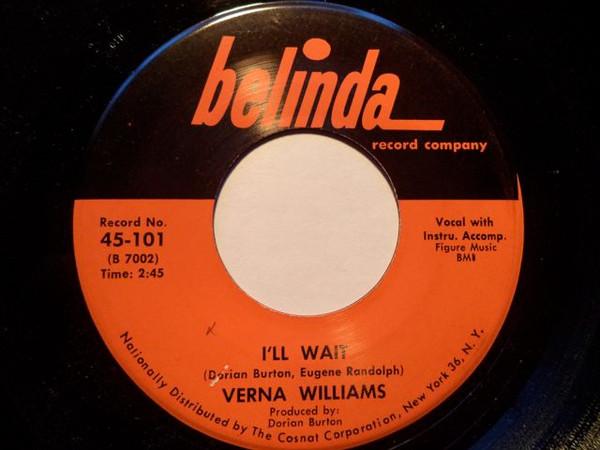 belinda
record company
Record No.
45-101
(B 7002)
Time: 2:45
Vocal with
Instru. Accomp.
Figure Music
BMI
I'LL WAIT
(Dorian Burton, Eugene Randolph)
VERNA WILLIAMS
Produced by:
Dorian Burton
Nationally Distributed by The Cosnat Corporation, New York 36, N. Y.